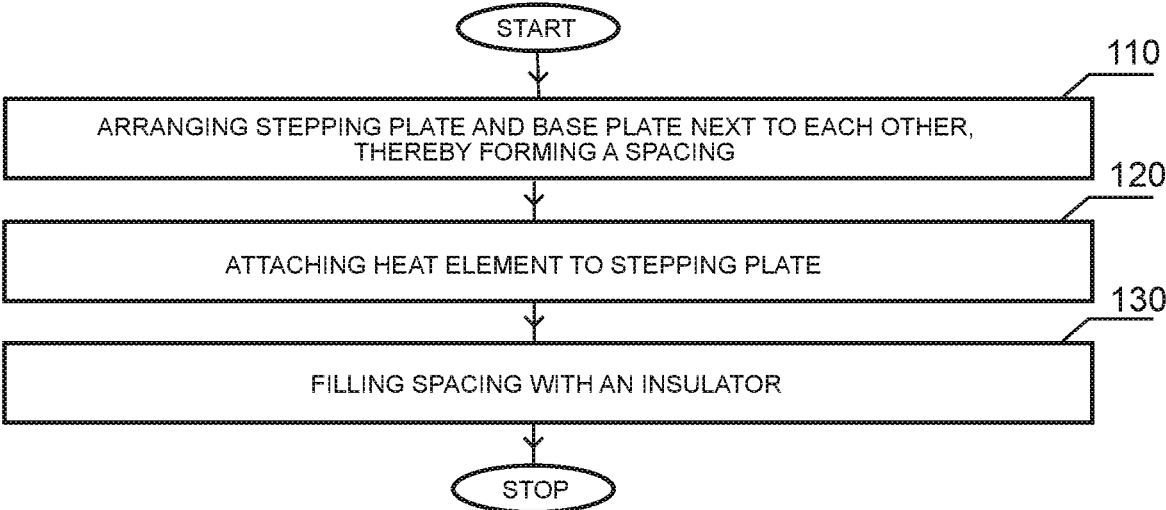 START
110
ARRANGING STEPPING PLATE AND BASE PLATE NEXT TO EACH OTHER,
THEREBY FORMING A SPACING
120
ATTACHING HEAT ELEMENT TO STEPPING PLATE
130
FILLING SPACING WITH AN INSULATOR
STOP